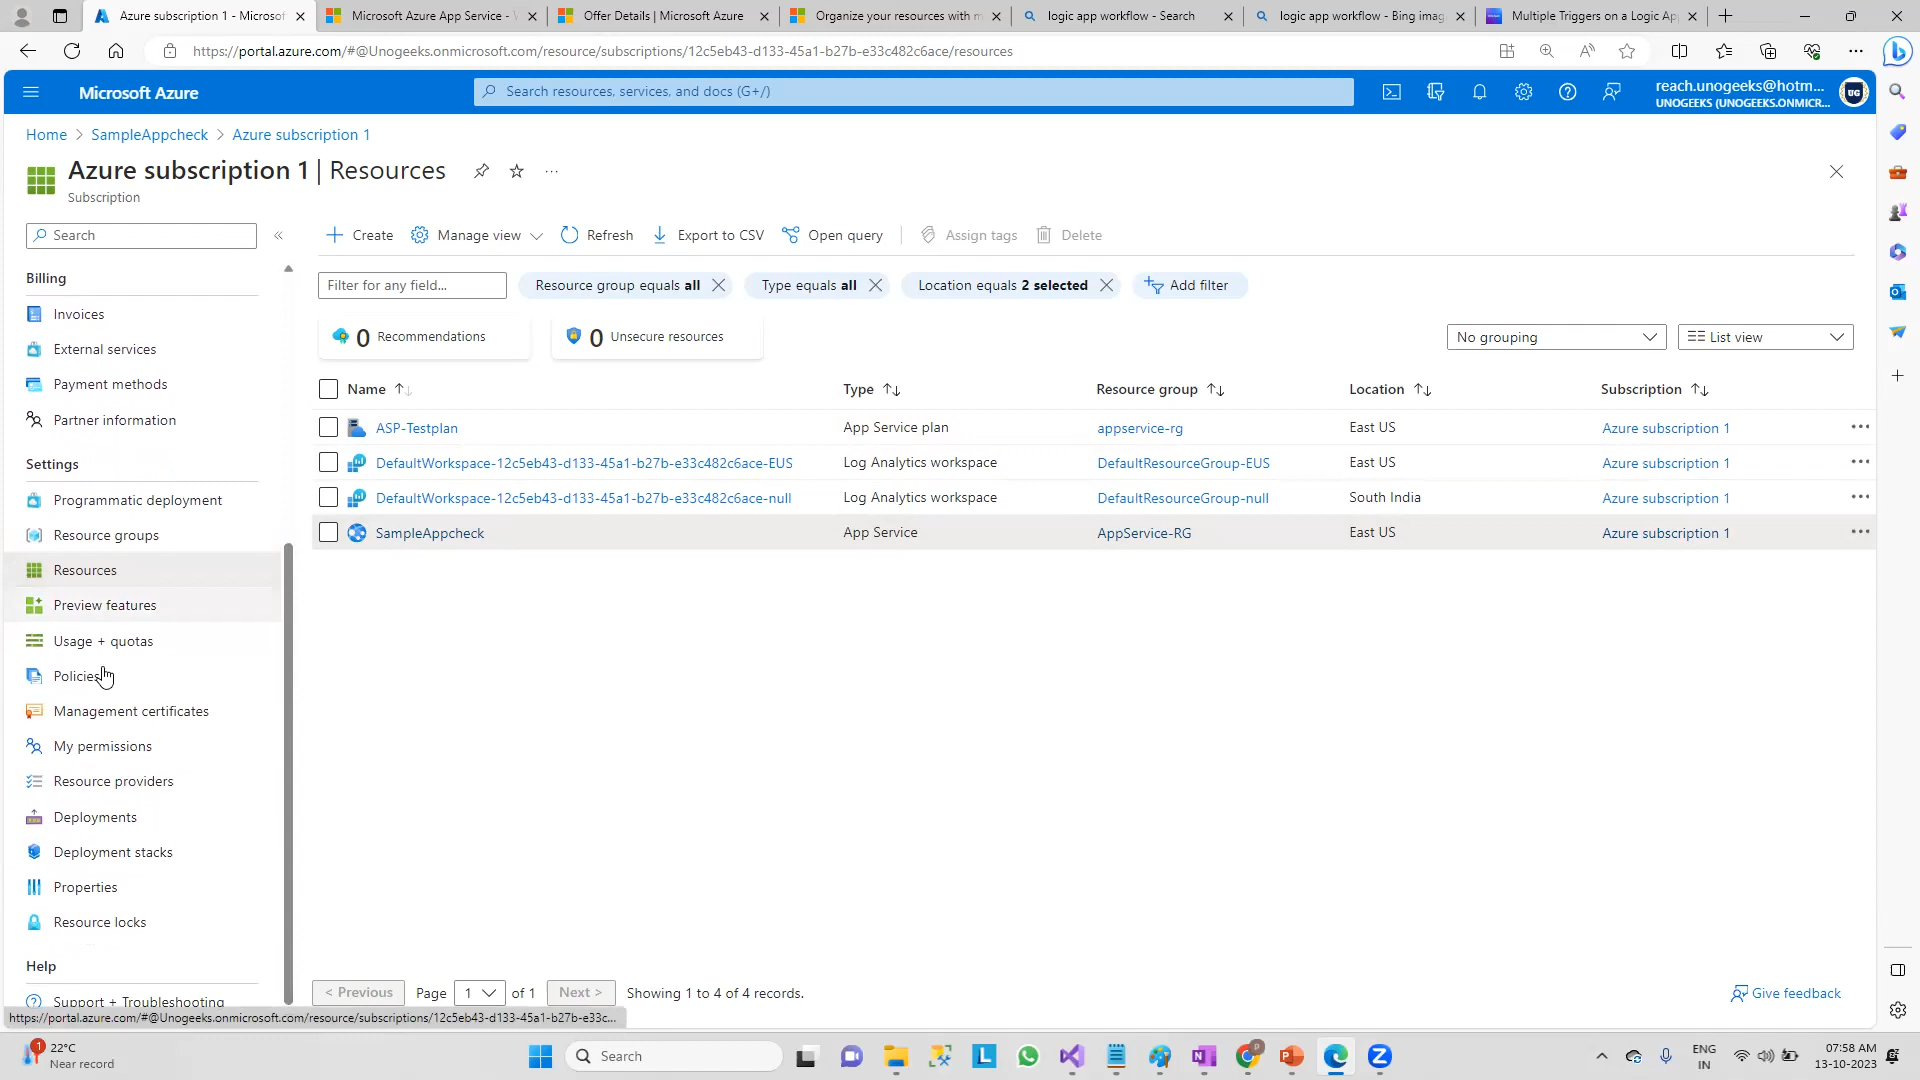 Azure subscription 1 - Microsof
Microsoft Azure App Service -
Offer Details | Microsoft Azure
Organize your resources with m
logic app workflow - Search
logic app workflow - Bing imag
Multiple Triggers on a Logic Ap
https://portal.azure.com/#@Unogeeks.onmicrosoft.com/resource/subscriptions/12c5eb43-d133-45a1-b27b-e33c482c6ace/resources
Microsoft Azure
Search resources, services, and docs (G+/)
reach.unogeeks@hotm...
UNOGEEKS (UNOGEEKS.ONMICR...
UG
Home > SampleAppcheck > Azure subscription 1
Azure subscription 1 | Resources
Subscription
Search
Create
Manage view
Refresh
Export to CSV
Open query
Assign tags
Delete
Billing
Invoices
External services
Payment methods
Partner information
Settings
Programmatic deployment
Resource groups
Resources
Preview features
Usage + quotas
Policies
Management certificates
My permissions
Resource providers
Deployments
Deployment stacks
Properties
Resource locks
Help
Support + Troubleshooting
Filter for any field...
Resource group equals all
Type equals all
Location equals 2 selected
Add filter
0 Recommendations
0 Unsecure resources
No grouping
List view
Name Type Resource group Location Subscription
ASP-Testplan App Service plan appservice-rg East US Azure subscription 1
DefaultWorkspace-12c5eb43-d133-45a1-b27b-e33c482c6ace-EUS Log Analytics workspace DefaultResourceGroup-EUS East US Azure subscription 1
DefaultWorkspace-12c5eb43-d133-45a1-b27b-e33c482c6ace-null Log Analytics workspace DefaultResourceGroup-null South India Azure subscription 1
SampleAppcheck App Service AppService-RG East US Azure subscription 1
< Previous Page 1 of 1 Next > Showing 1 to 4 of 4 records.
Give feedback
https://portal.azure.com/#@Unogeeks.onmicrosoft.com/resource/subscriptions/12c5eb43-d133-45a1-b27b-e33c...
1
22°C
Near record
Search
ENG
IN
07:58 AM
13-10-2023